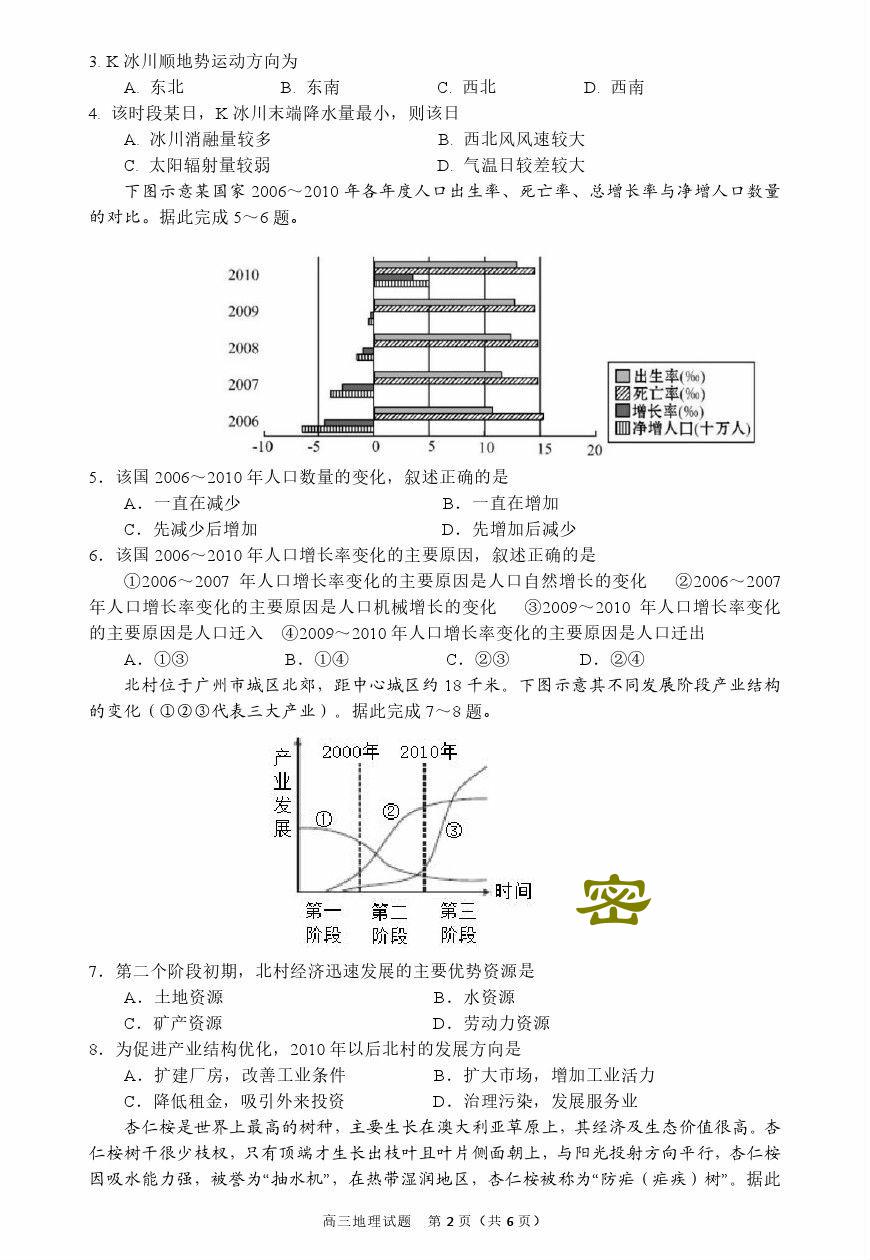 3. K 冰川顺地势运动方向为
A. 东北 B. 东南 C. 西北 D. 西南
4. 该时段某日，K 冰川末端降水量最小，则该日
A. 冰川消融量较多 B. 西北风风速较大
C. 太阳辐射量较弱 D. 气温日较差较大
下图示意某国家 2006～2010 年各年度人口出生率、死亡率、总增长率与净增人口数量
的对比。据此完成 5～6 题。
2010
2009
2008
2007
2006
出生率(‰)
死亡率(‰)
增长率(‰)
净增人口(十万人)
-10 -5 0 5 10 15 20
5．该国 2006～2010 年人口数量的变化，叙述正确的是
A．一直在减少 B．一直在增加
C．先减少后增加 D．先增加后减少
6．该国 2006～2010 年人口增长率变化的主要原因，叙述正确的是
①2006～2007 年人口增长率变化的主要原因是人口自然增长的变化 ②2006～2007
年人口增长率变化的主要原因是人口机械增长的变化 ③2009～2010 年人口增长率变化
的主要原因是人口迁入 ④2009～2010 年人口增长率变化的主要原因是人口迁出
A．①③ B．①④ C．②③ D．②④
北村位于广州市城区北郊，距中心城区约 18 千米。下图示意其不同发展阶段产业结构
的变化（①②③代表三大产业）。据此完成 7～8 题。
产业发展
2000年 2010年
①
②
③
时间
第一阶段
第二阶段
第三阶段
密
7．第二个阶段初期，北村经济迅速发展的主要优势资源是
A．土地资源 B．水资源
C．矿产资源 D．劳动力资源
8．为促进产业结构优化，2010 年以后北村的发展方向是
A．扩建厂房，改善工业条件 B．扩大市场，增加工业活力
C．降低租金，吸引外来投资 D．治理污染，发展服务业
杏仁桉是世界上最高的树种，主要生长在澳大利亚草原上，其经济及生态价值很高。杏
仁桉树干很少枝杈，只有顶端才生长出枝叶且叶片侧面朝上，与阳光投射方向平行，杏仁桉
因吸水能力强，被誉为“抽水机”，在热带湿润地区，杏仁桉被称为“防疟（疟疾）树”。据此
高三地理试题 第 2 页（共 6 页）